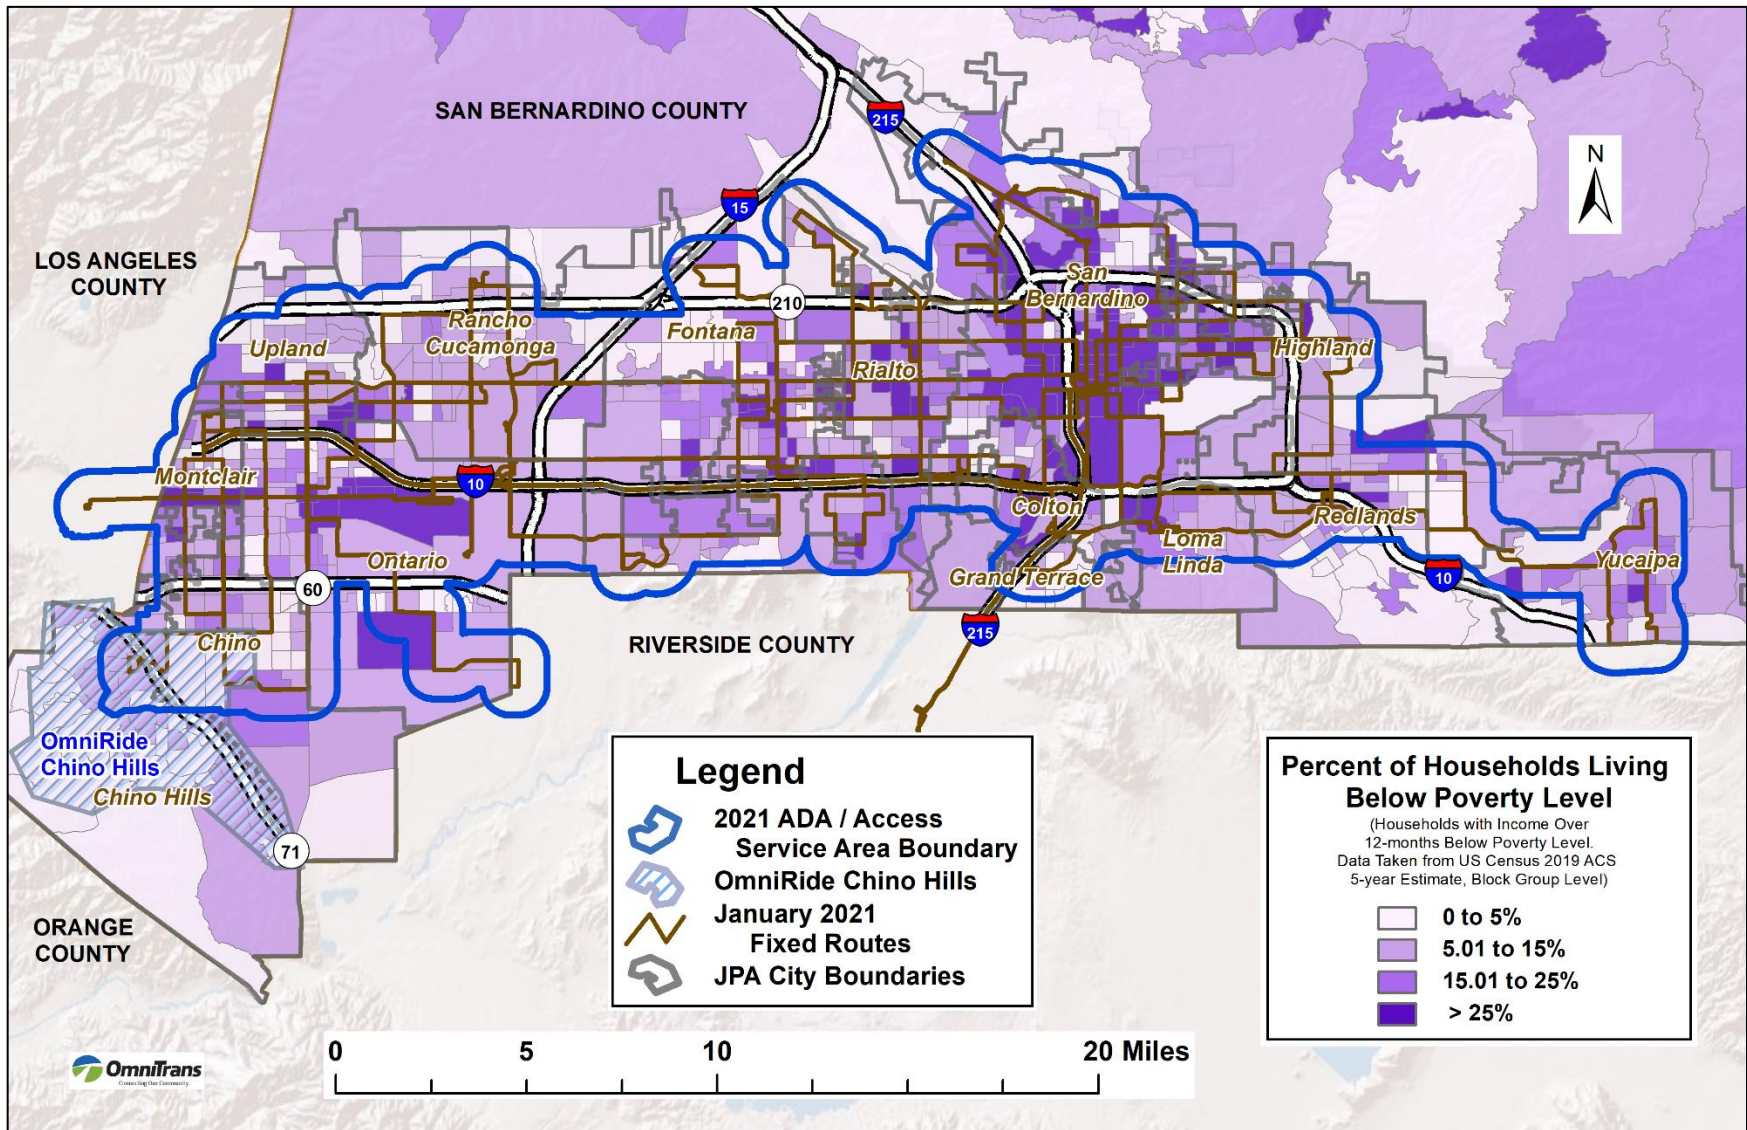 SAN BERNARDINO COUNTY
215
N
15
LOS ANGELES
COUNTY
San
Bernardino
210
Rancho
Cucamonga
Fontana
Upland
Highland
Rialto
Montclair
10
Colton
Redlands
Loma
Linda
Ontario
Grand Terrace
Yucaipa
10
60
215
Chino
RIVERSIDE COUNTY
OmniRide
Chino Hills
Chino Hills
71
ORANGE
COUNTY
Legend
2021 ADA / Access
Service Area Boundary
OmniRide Chino Hills
January 2021
Fixed Routes
JPA City Boundaries
Percent of Households Living
Below Poverty Level
(Households with Income Over
12-months Below Poverty Level.
Data Taken from US Census 2019 ACS
5-year Estimate, Block Group Level)
0 to 5%
5.01 to 15%
15.01 to 25%
> 25%
0 5 10 20 Miles
OmniTrans
Connecting Our Community.